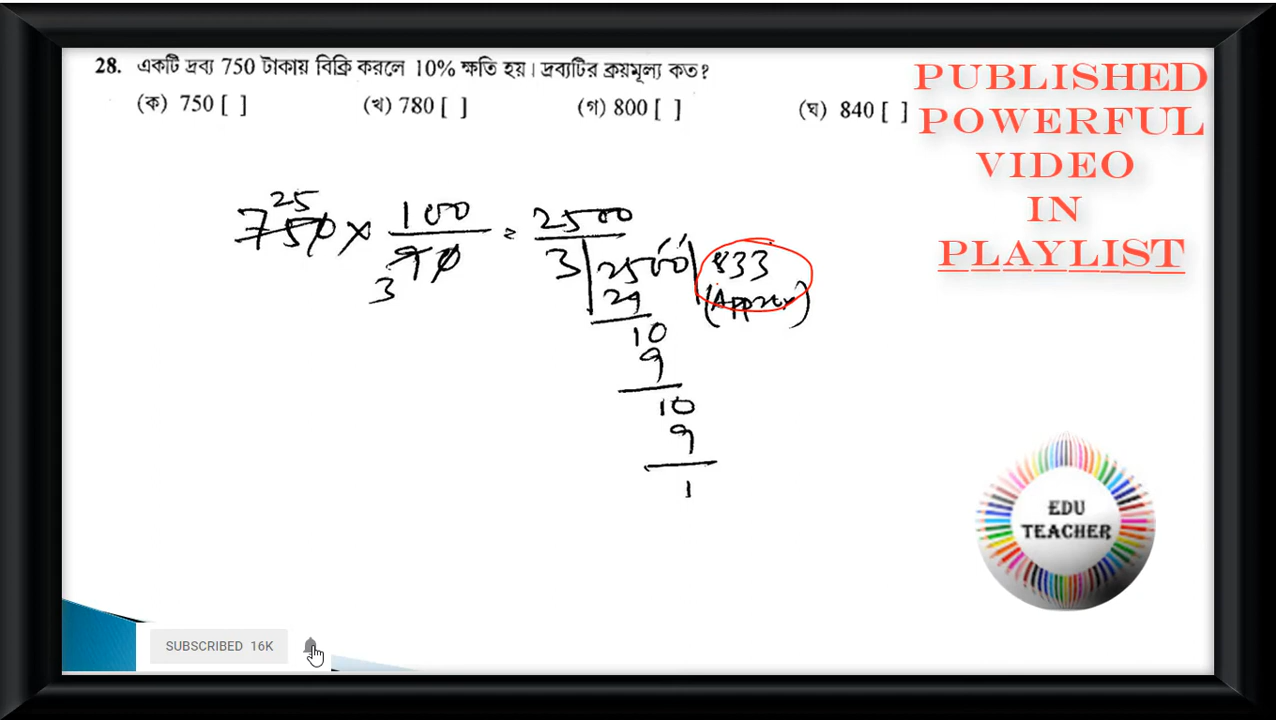 28. একটি দ্রব্য 750 টাকায় বিক্রি করলে 10% ক্ষতি হয়। দ্রব্যটির ক্রয়মূল্য কত?
(ক) 750 [ ] (খ) 780 [ ] (গ) 800 [ ] (ঘ) 840 [ ]
PUBLISHED
POWERFUL
VIDEO
IN
PLAYLIST
25
750 × 100/90 = 2500/3
3
3 | 2500 | 833
24 (Approx)
10
9
10
9
1
EDU
TEACHER
SUBSCRIBED 16K